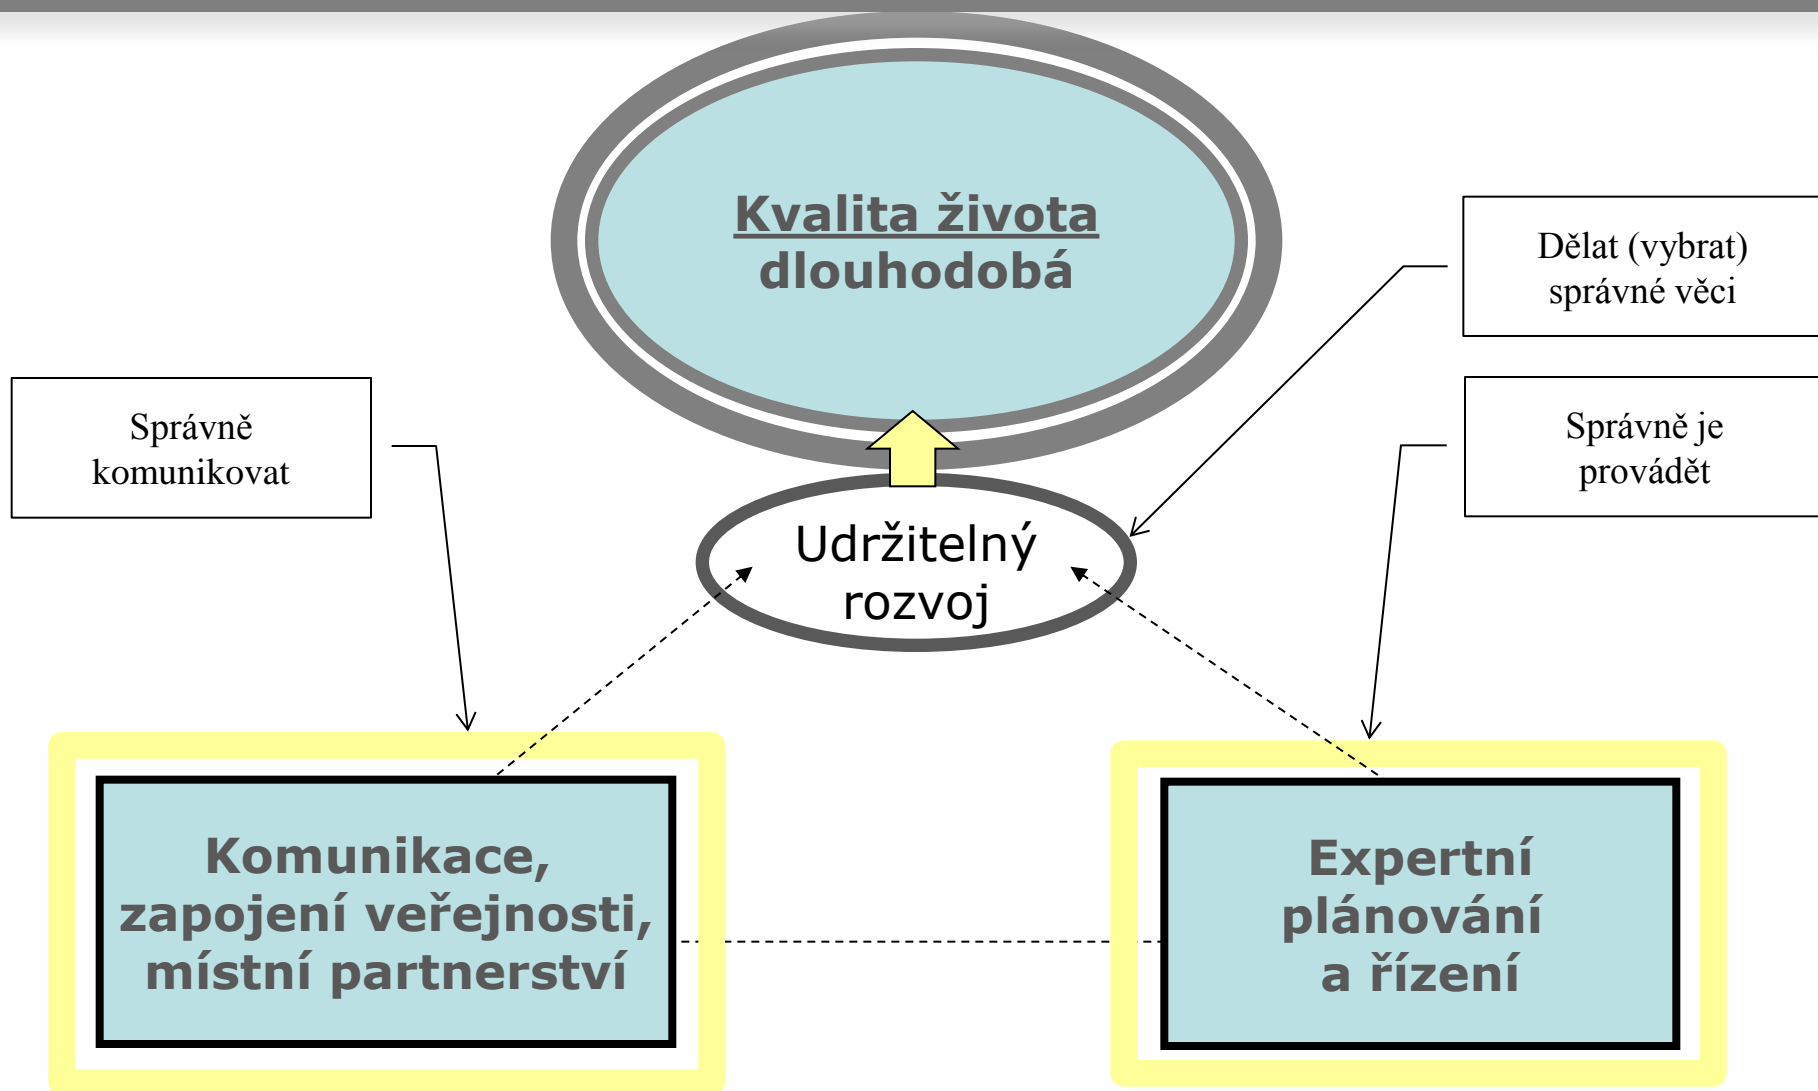 Kvalita života
dlouhodobá
Dělat (vybrat)
správné věci
Správně
komunikovat
Správně je
provádět
Udržitelný
rozvoj
Komunikace,
zapojení veřejnosti,
místní partnerství
Expertní
plánování
a řízení